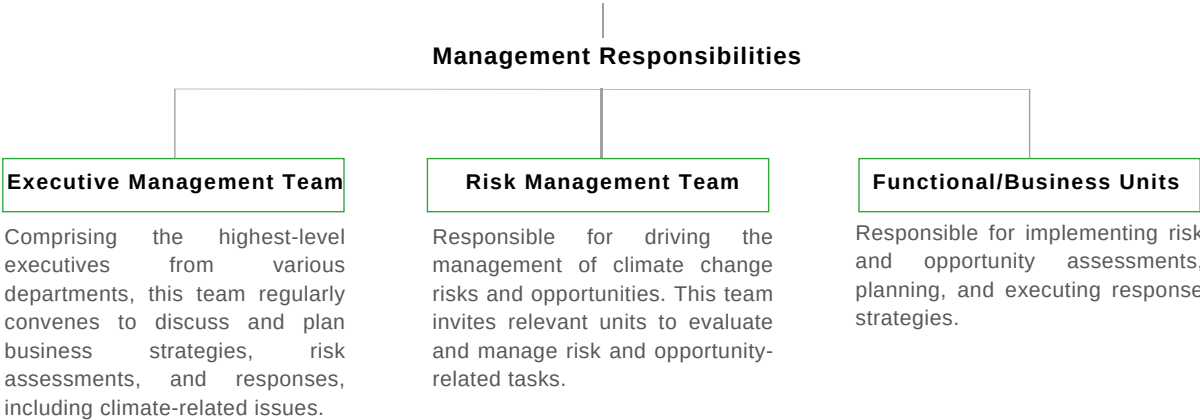 Management Responsibilities
Executive Management Team
Comprising the highest-level
executives from various
departments, this team regularly
convenes to discuss and plan
business strategies, risk
assessments, and responses,
including climate-related issues.
Risk Management Team
Responsible for driving the
management of climate change
risks and opportunities. This team
invites relevant units to evaluate
and manage risk and opportunity-
related tasks.
Functional/Business Units
Responsible for implementing risk
and opportunity assessments,
planning, and executing response
strategies.